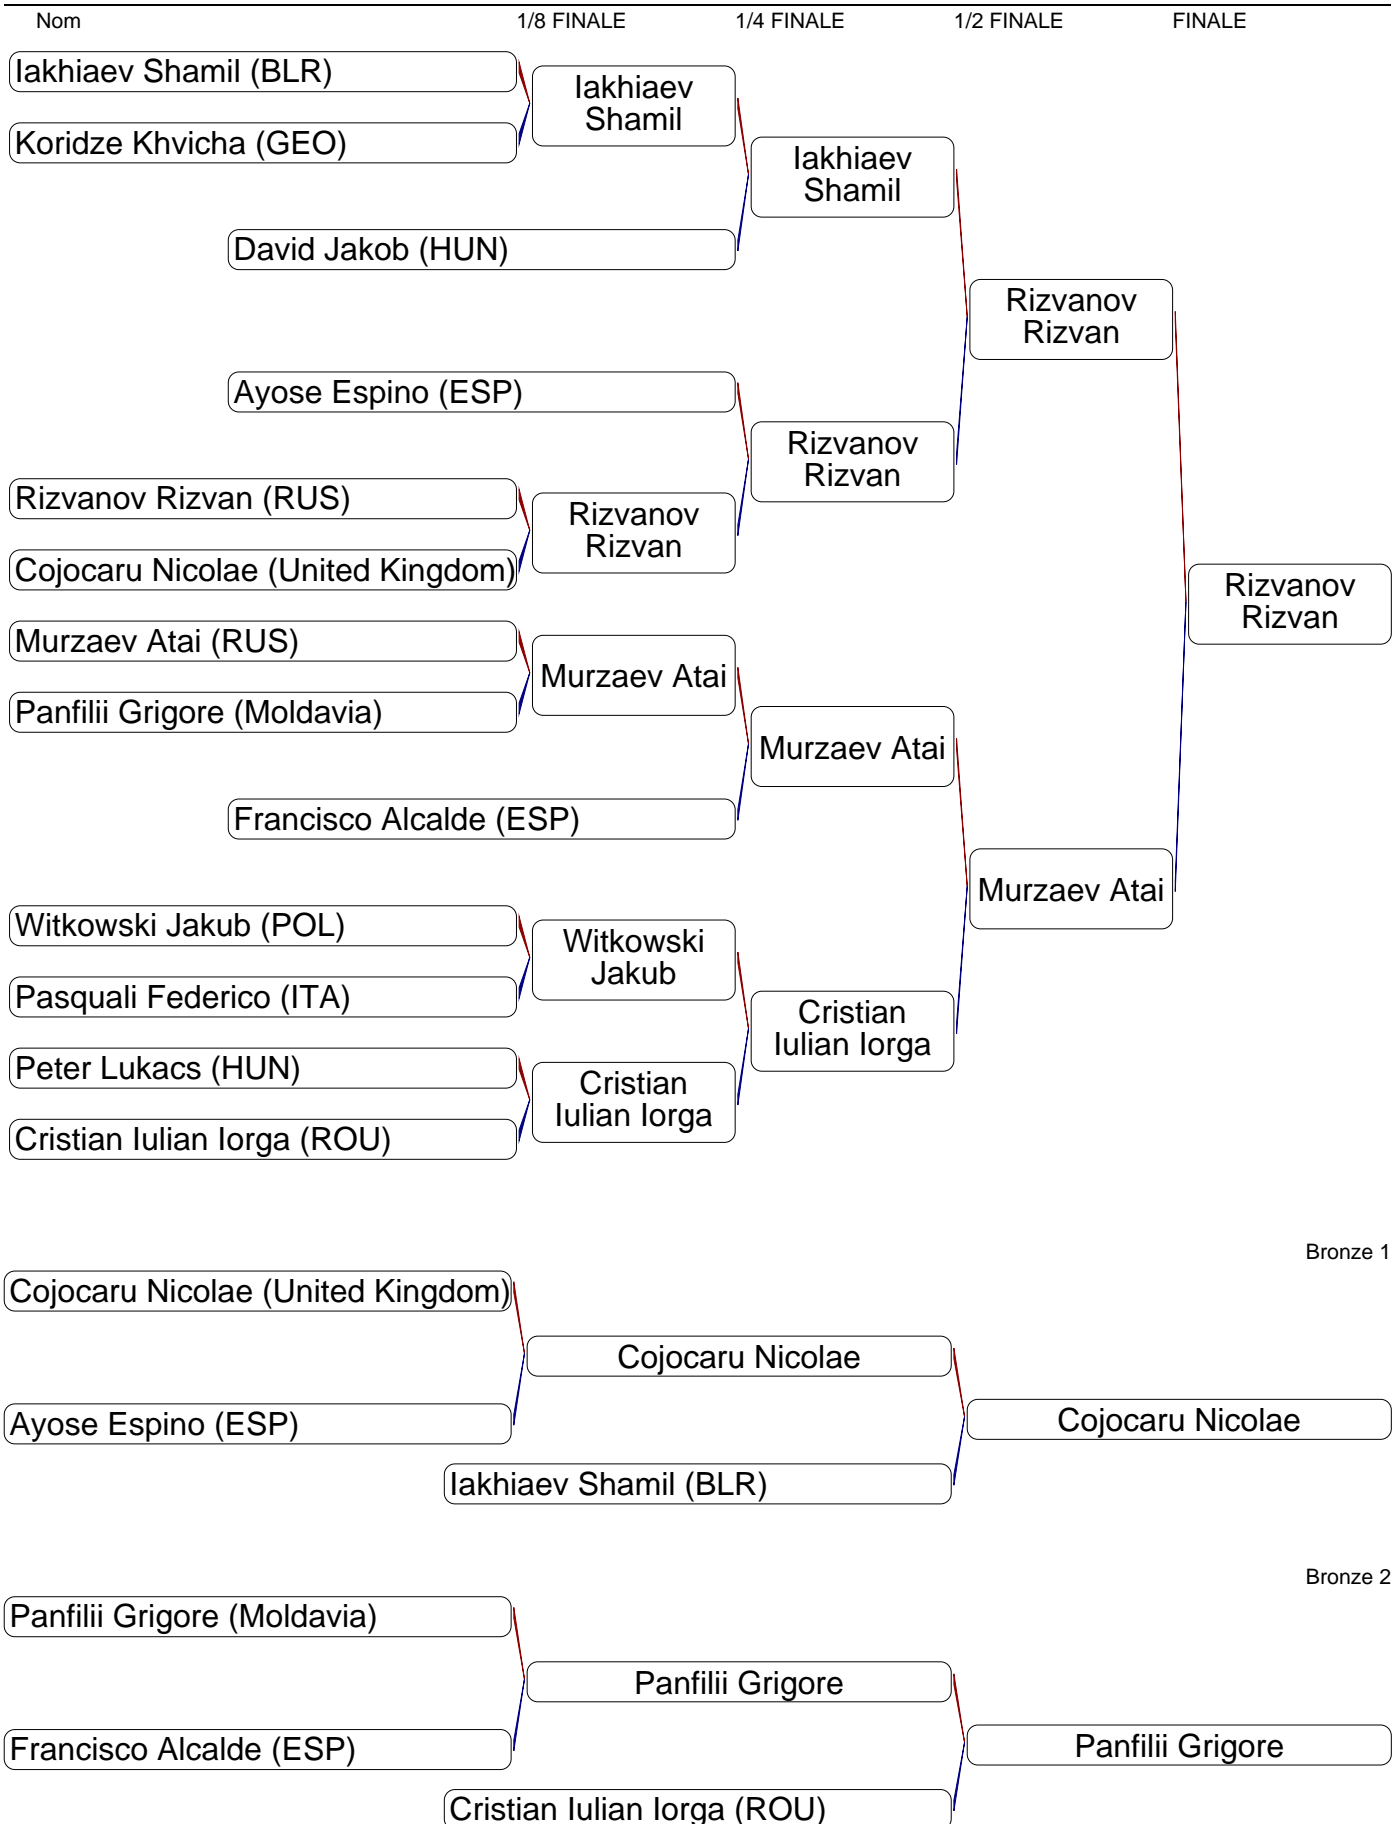 Nom 1/8 FINALE 1/4 FINALE 1/2 FINALE FINALE
Iakhiaev Shamil (BLR)
Iakhiaev
Shamil
Koridze Khvicha (GEO)
Iakhiaev
Shamil
David Jakob (HUN)
Rizvanov
Rizvan
Ayose Espino (ESP)
Rizvanov
Rizvan
Rizvanov Rizvan (RUS)
Rizvanov
Rizvan
Cojocaru Nicolae (United Kingdom)
Rizvanov
Rizvan
Murzaev Atai (RUS)
Murzaev Atai
Panfilii Grigore (Moldavia)
Murzaev Atai
Francisco Alcalde (ESP)
Murzaev Atai
Witkowski Jakub (POL)
Witkowski
Jakub
Pasquali Federico (ITA)
Cristian
Iulian Iorga
Peter Lukacs (HUN)
Cristian
Iulian Iorga
Cristian Iulian Iorga (ROU)
Bronze 1
Cojocaru Nicolae (United Kingdom)
Cojocaru Nicolae
Ayose Espino (ESP)
Cojocaru Nicolae
Iakhiaev Shamil (BLR)
Bronze 2
Panfilii Grigore (Moldavia)
Panfilii Grigore
Francisco Alcalde (ESP)
Panfilii Grigore
Cristian Iulian Iorga (ROU)